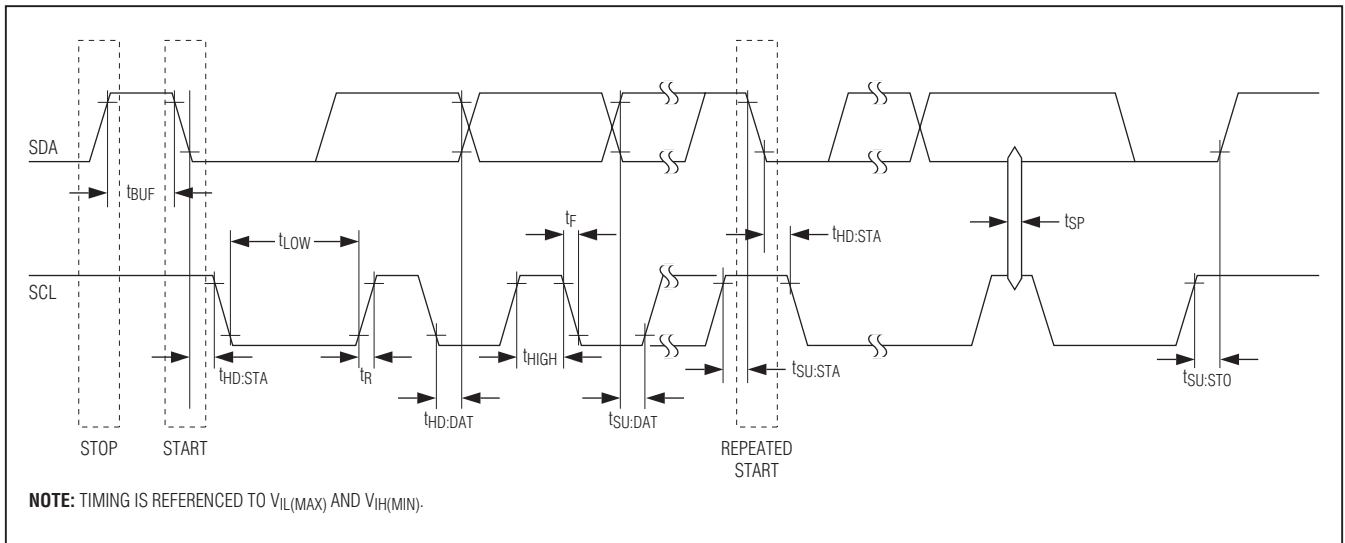 SDA
tBUF
tF
tSP
tLOW
tHD:STA
SCL
tHD:STA
tR
tHIGH
tSU:STA
tSU:STO
tHD:DAT
tSU:DAT
STOP
START
REPEATED
START
NOTE: TIMING IS REFERENCED TO VIL(MAX) AND VIH(MIN).